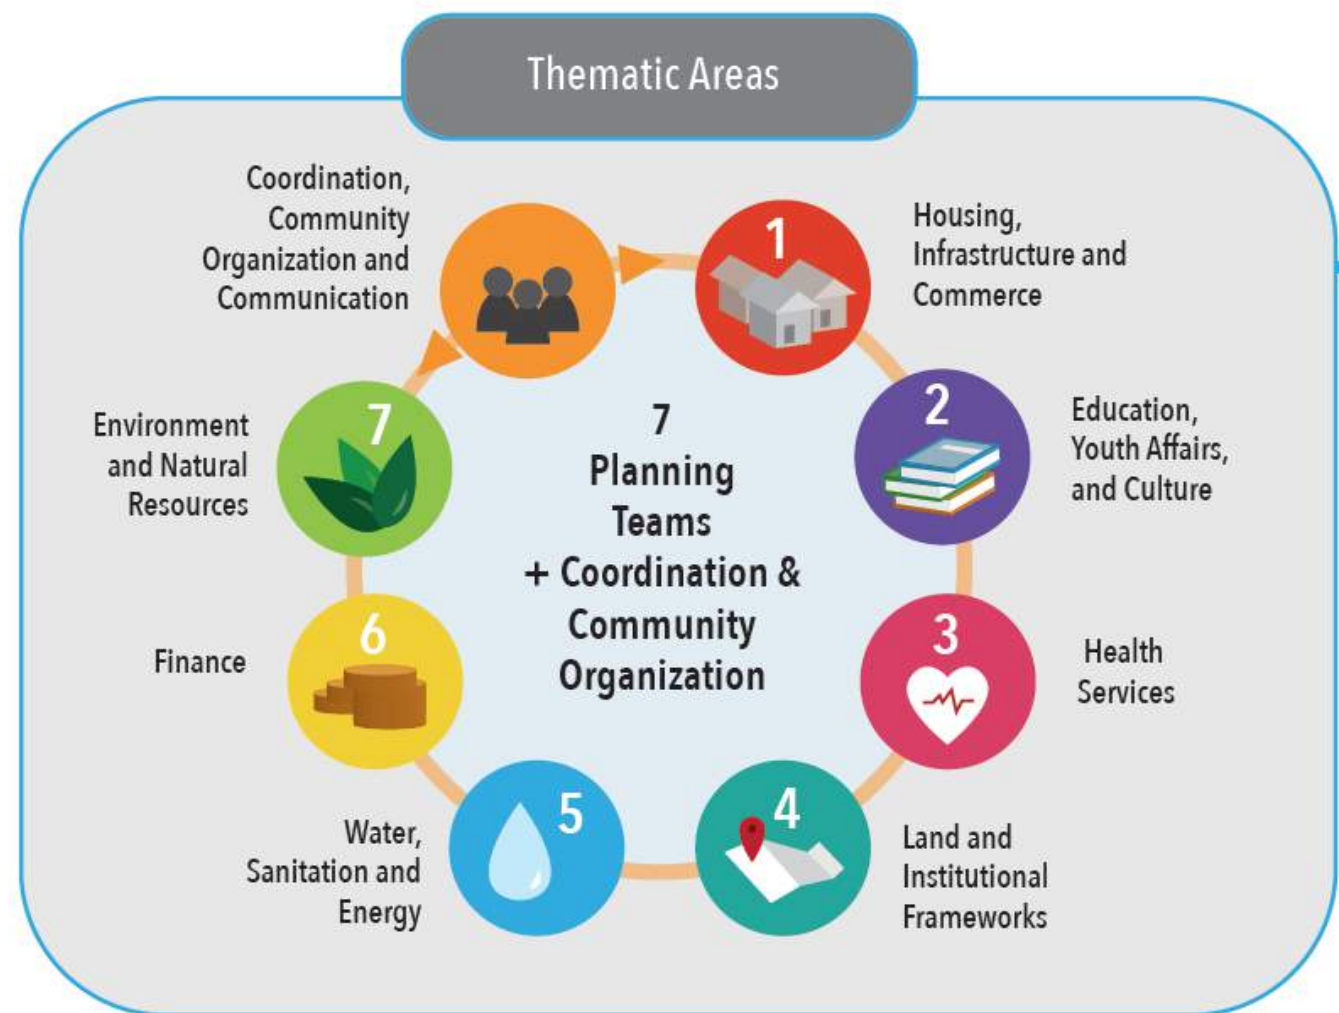 Thematic Areas
Coordination,
Community
Organization and
Communication
1
Housing,
Infrastructure and
Commerce
2
Education,
Youth Affairs,
and Culture
3
Health
Services
4
Land and
Institutional
Frameworks
5
Water,
Sanitation and
Energy
6
Finance
7
Environment
and Natural
Resources
7
Planning
Teams
+ Coordination &
Community
Organization